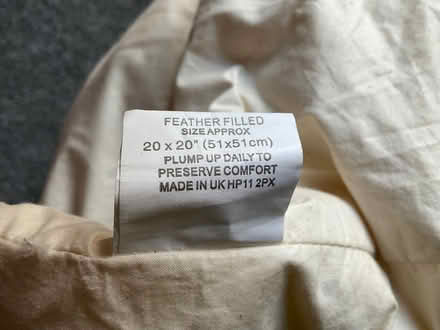 FEATHER FILLED
SIZE APPROX
20 x 20" (51x51cm)
PLUMP UP DAILY TO
PRESERVE COMFORT
MADE IN UK HP11 2PX